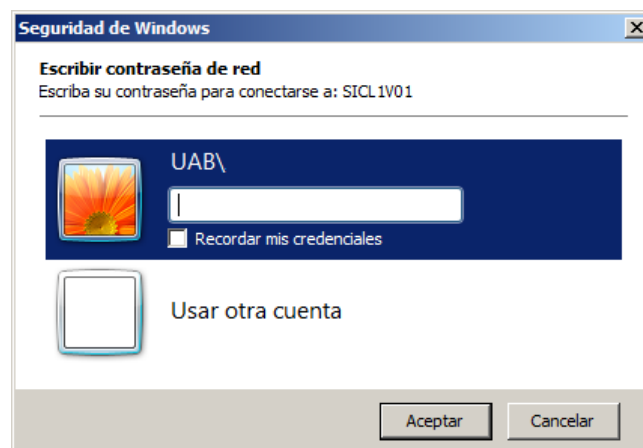 Seguridad de Windows
Escribir contraseña de red
Escriba su contraseña para conectarse a: SICL1V01
UAB\
Recordar mis credenciales
Usar otra cuenta
Aceptar
Cancelar